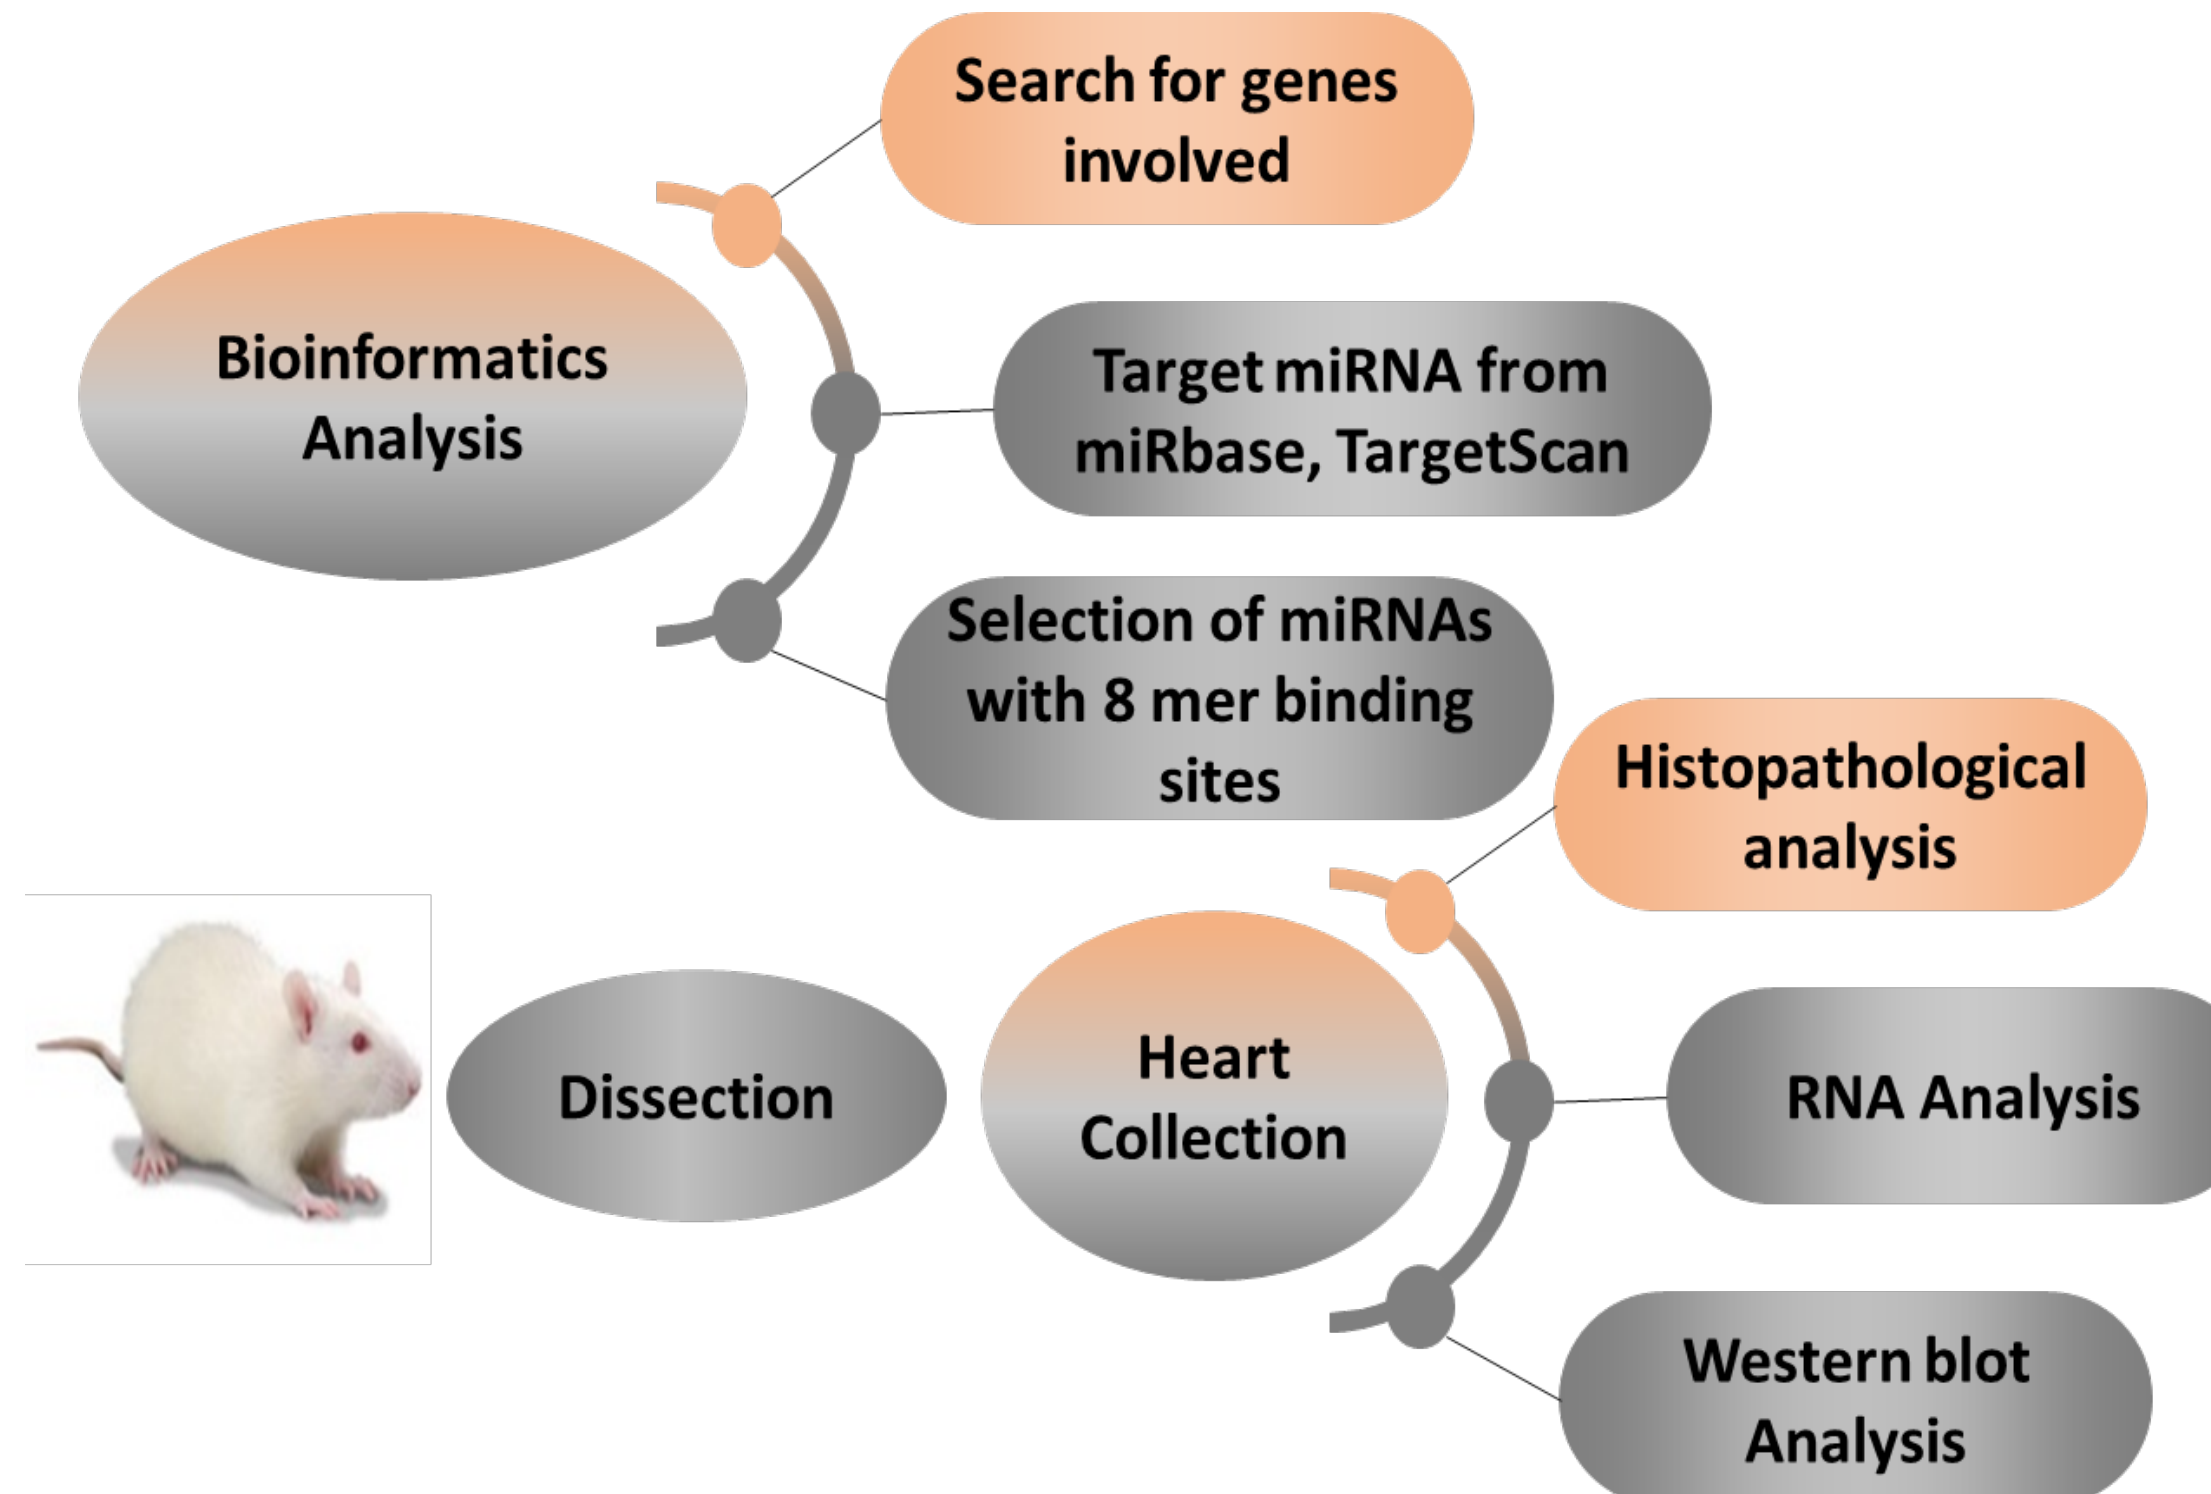 Search for genes
involved
Bioinformatics
Analysis
Target miRNA from
miRbase, TargetScan
Selection of miRNAs
with 8 mer binding
sites
Histopathological
analysis
Dissection
Heart
Collection
RNA Analysis
Western blot
Analysis